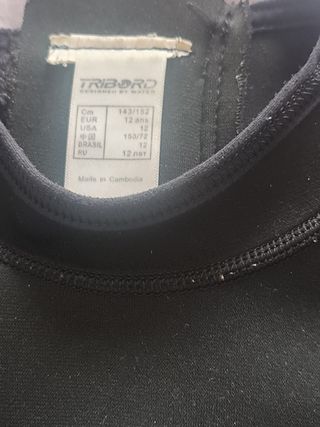 TRIBORD
DESIGNED BY WATER
Cm 143/152
EUR 12 ans
USA 12
中国 150/72
BRASIL 12
RU 12 лет
Made in Cambodia